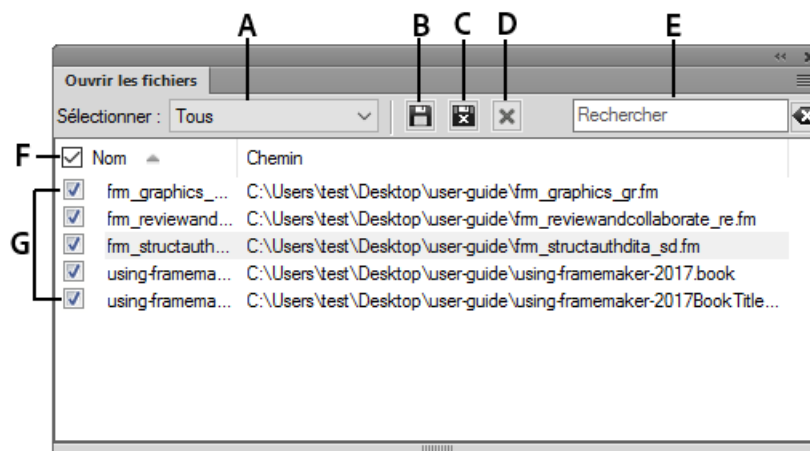 A B C D E
Ouvrir les fichiers
Sélectionner : Tous Rechercher
F Nom Chemin
frm_graphics_... C:\Users\test\Desktop\user-guide\frm_graphics_gr.fm
frm_reviewand... C:\Users\test\Desktop\user-guide\frm_reviewandcollaborate_re.fm
G frm_structauth... C:\Users\test\Desktop\user-guide\frm_structauthdita_sd.fm
using-framema... C:\Users\test\Desktop\user-guide\using-framemaker-2017.book
using-framema... C:\Users\test\Desktop\user-guide\using-framemaker-2017BookTitle...